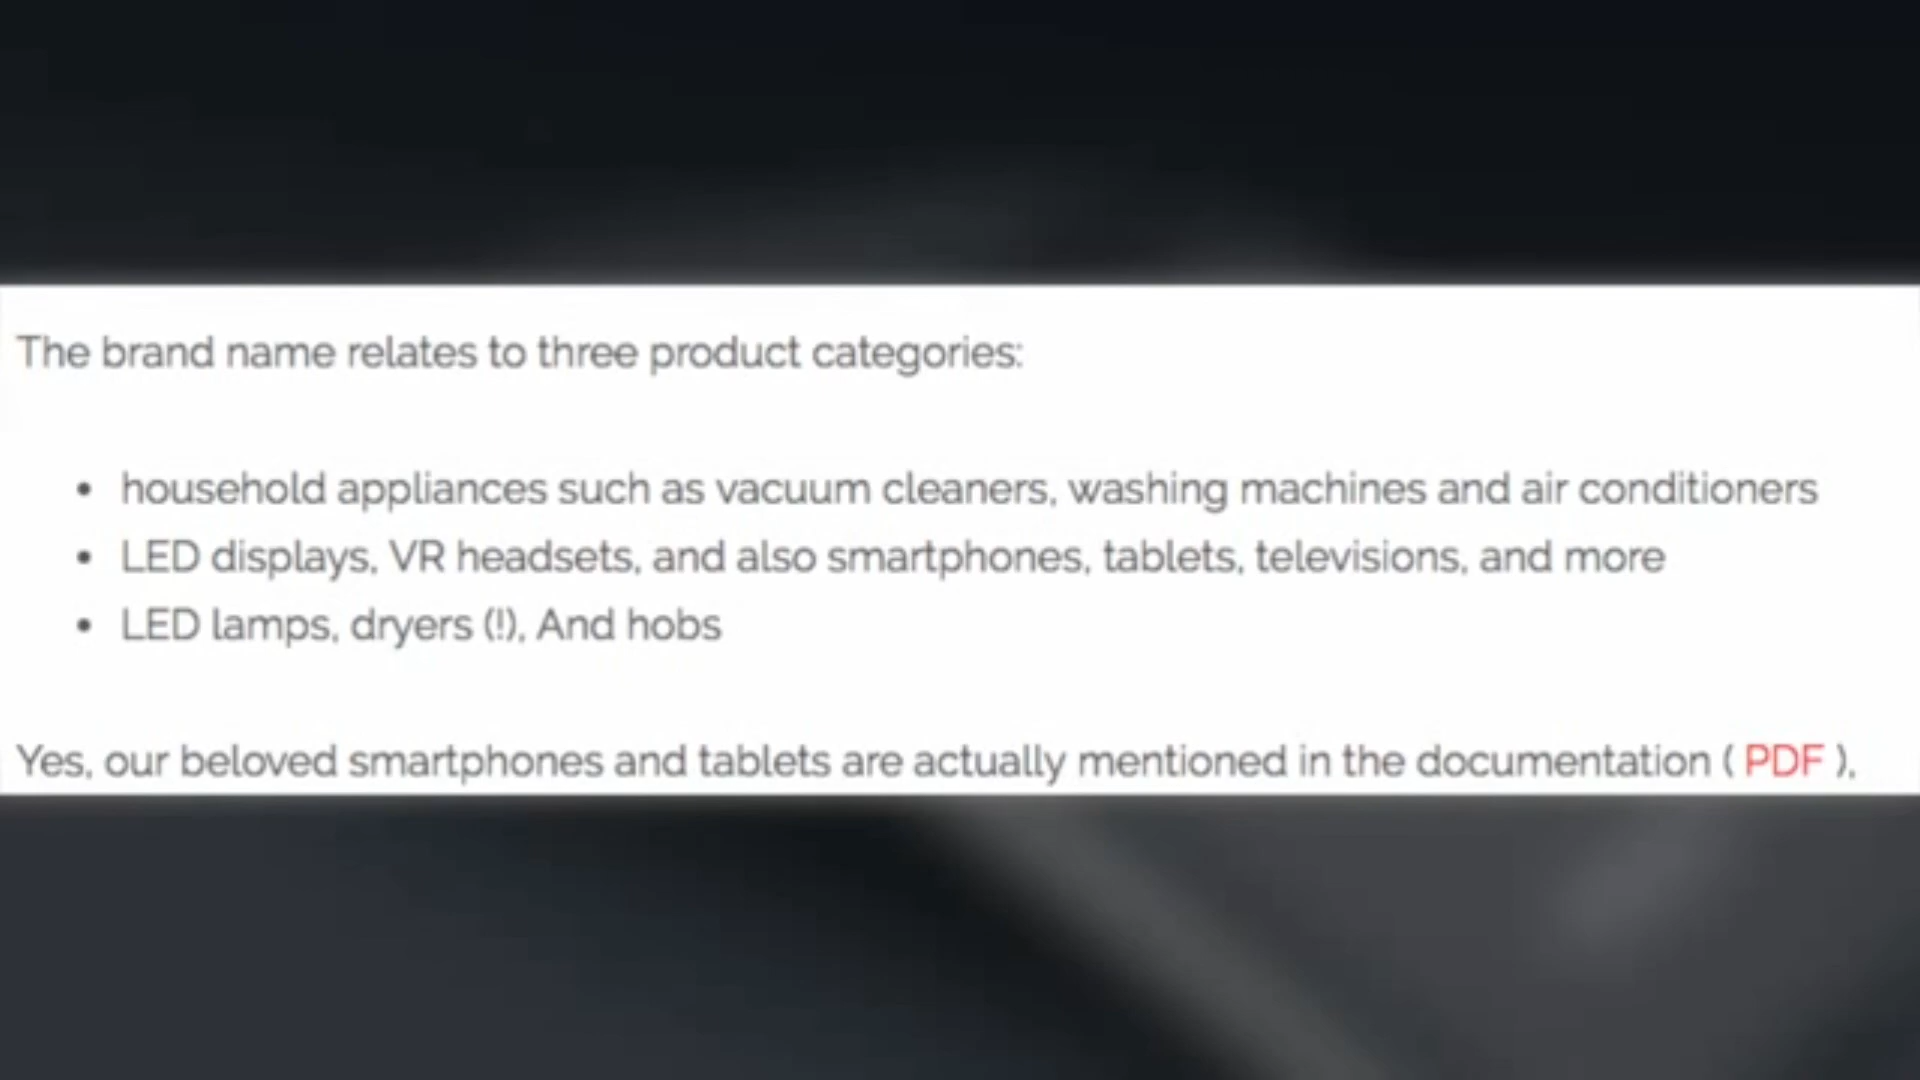 The brand name relates to three product categories:
• household appliances such as vacuum cleaners, washing machines and air conditioners
• LED displays, VR headsets, and also smartphones, tablets, televisions, and more
• LED lamps, dryers (!), And hobs
Yes, our beloved smartphones and tablets are actually mentioned in the documentation ( PDF ),